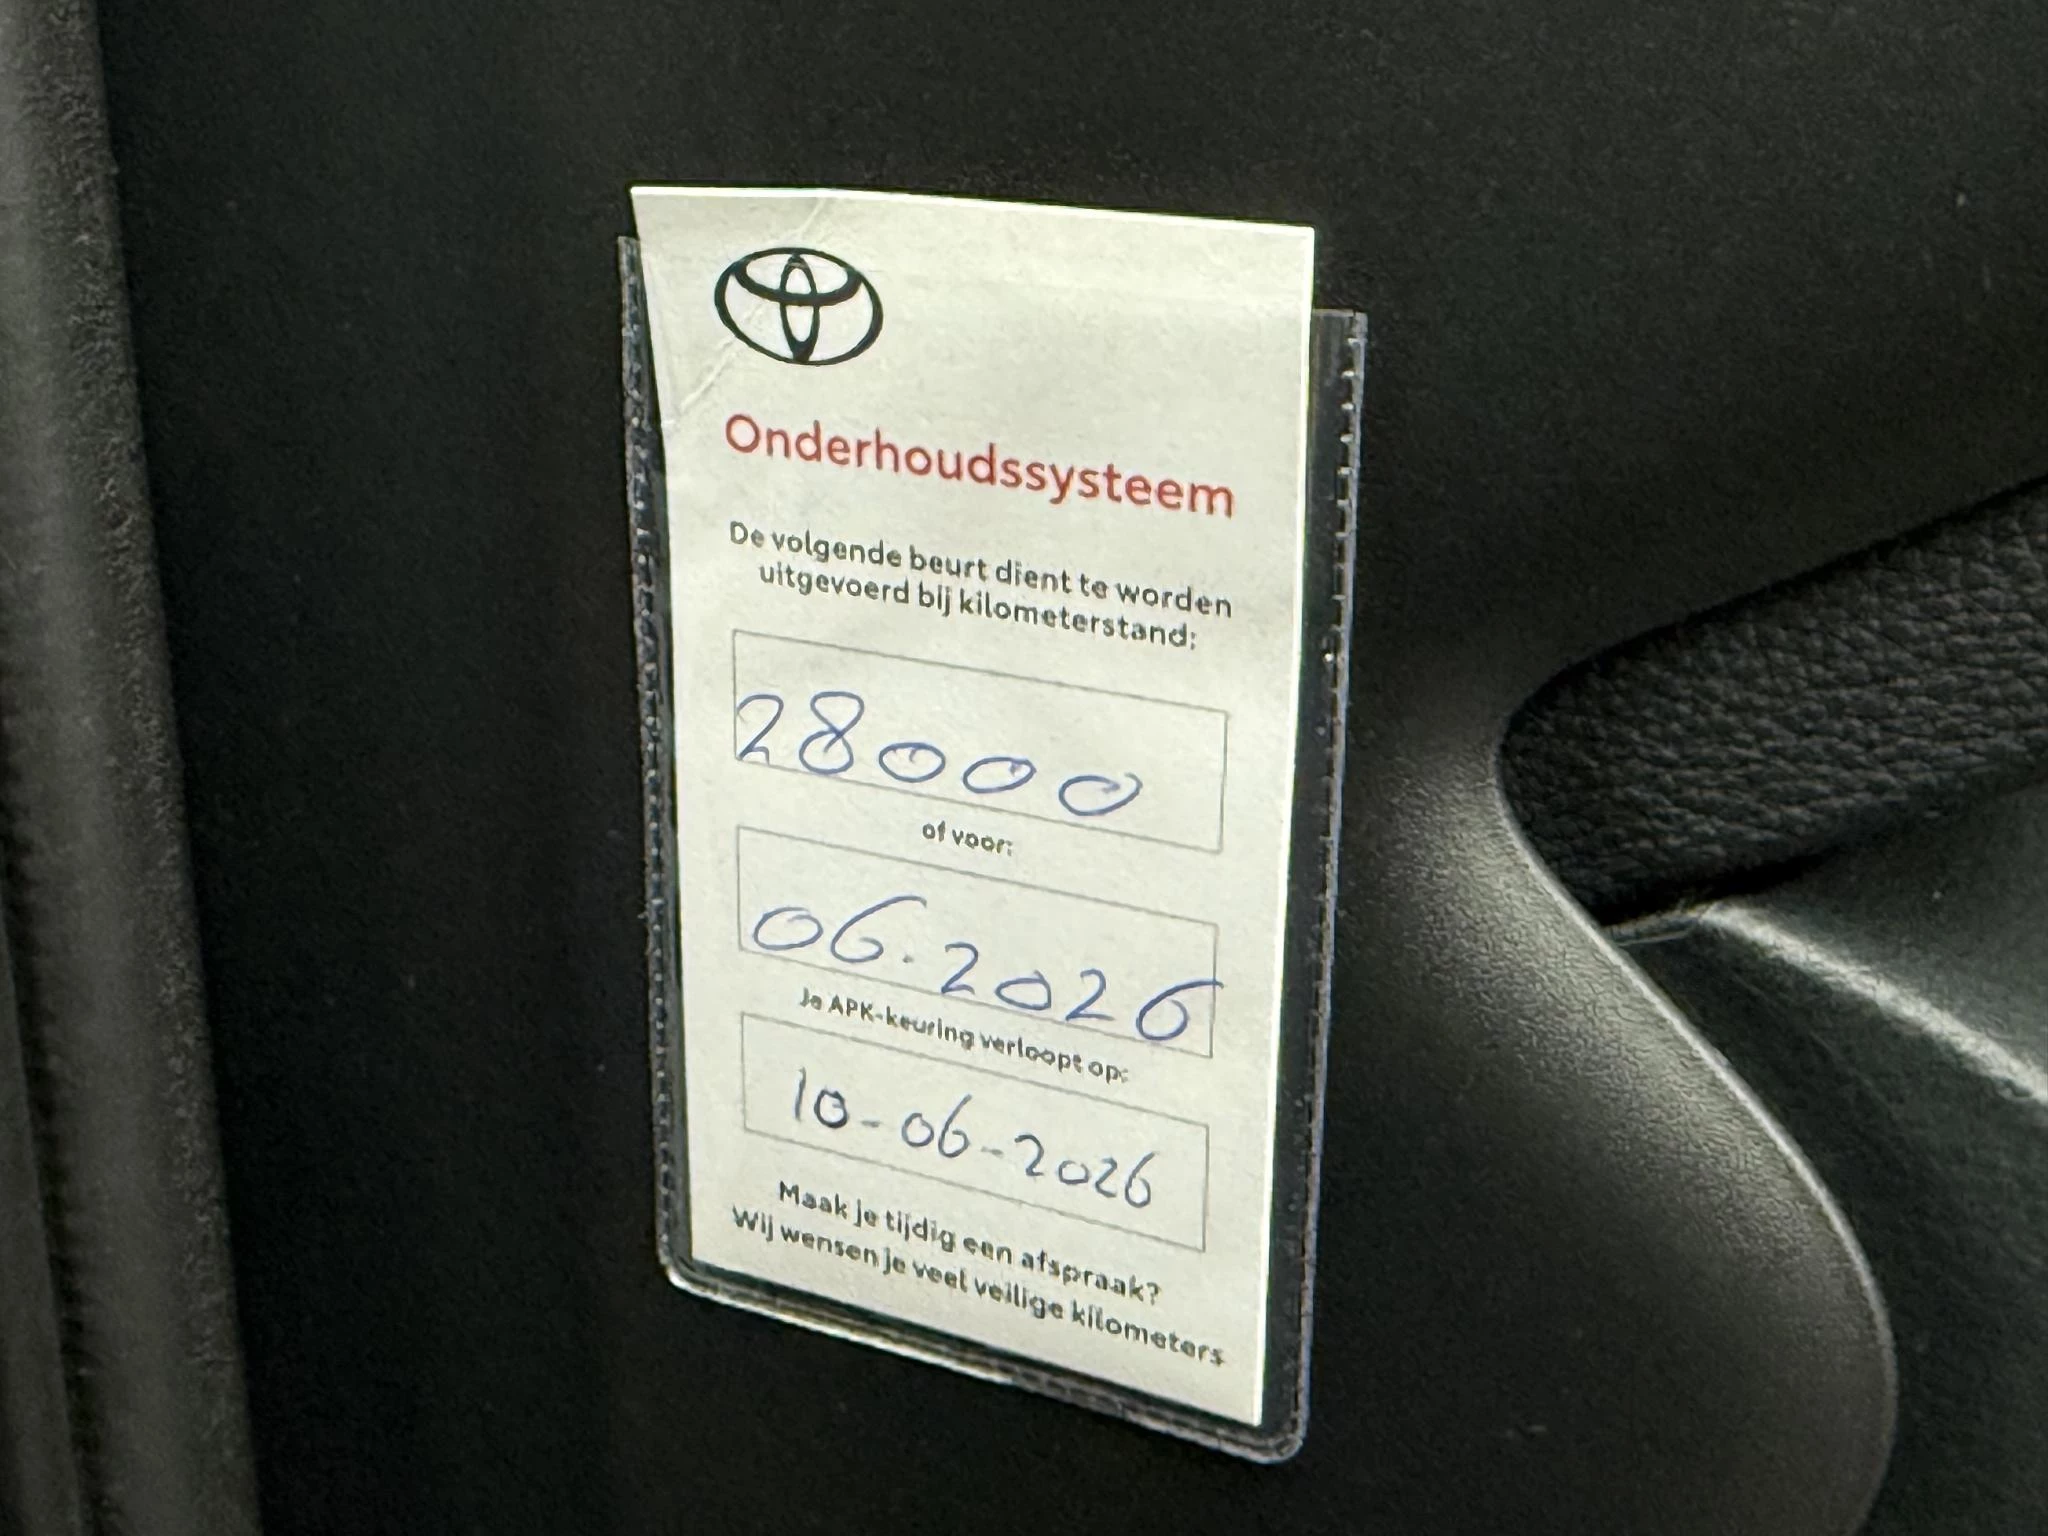 Onderhoudssysteem
De volgende beurt dient te worden
uitgevoerd bij kilometerstand:
28000
of voor:
06.2026
Je APK-keuring verloopt op:
10-06-2026
Maak je tijdig een afspraak?
Wij wensen je veel veilige kilometers